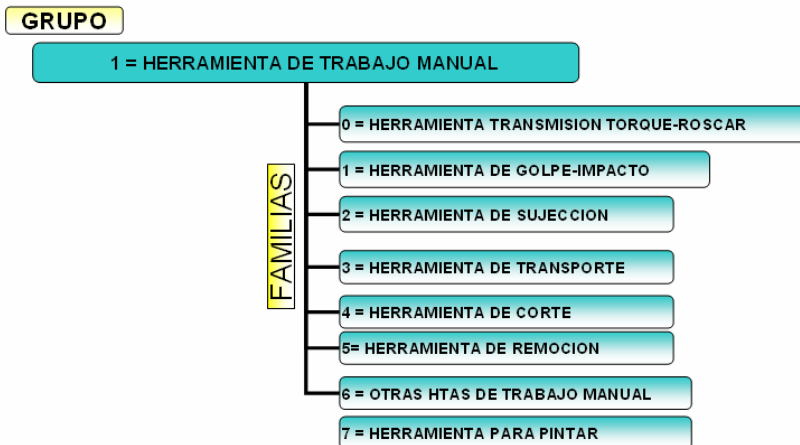 GRUPO
1 = HERRAMIENTA DE TRABAJO MANUAL
FAMILIAS
0 = HERRAMIENTA TRANSMISION TORQUE-ROSCAR
1 = HERRAMIENTA DE GOLPE-IMPACTO
2 = HERRAMIENTA DE SUJECCION
3 = HERRAMIENTA DE TRANSPORTE
4 = HERRAMIENTA DE CORTE
5= HERRAMIENTA DE REMOCION
6 = OTRAS HTAS DE TRABAJO MANUAL
7 = HERRAMIENTA PARA PINTAR